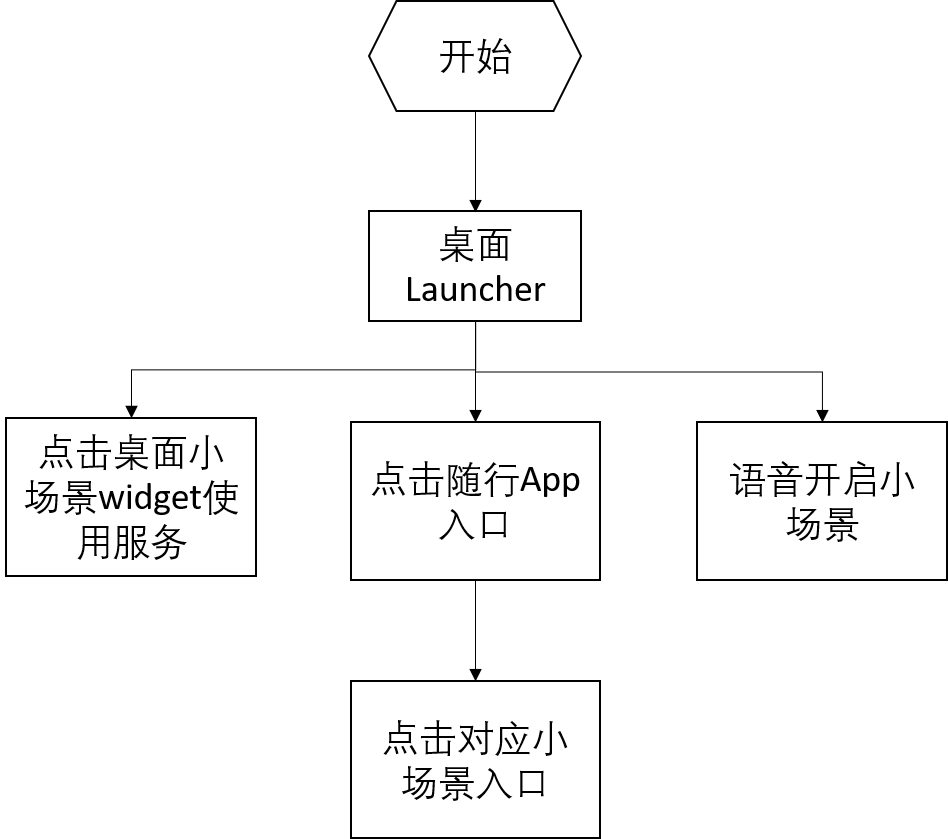 开始
桌面
Launcher
点击桌面小
场景widget使
用服务
点击随行App
入口
语音开启小
场景
点击对应小
场景入口